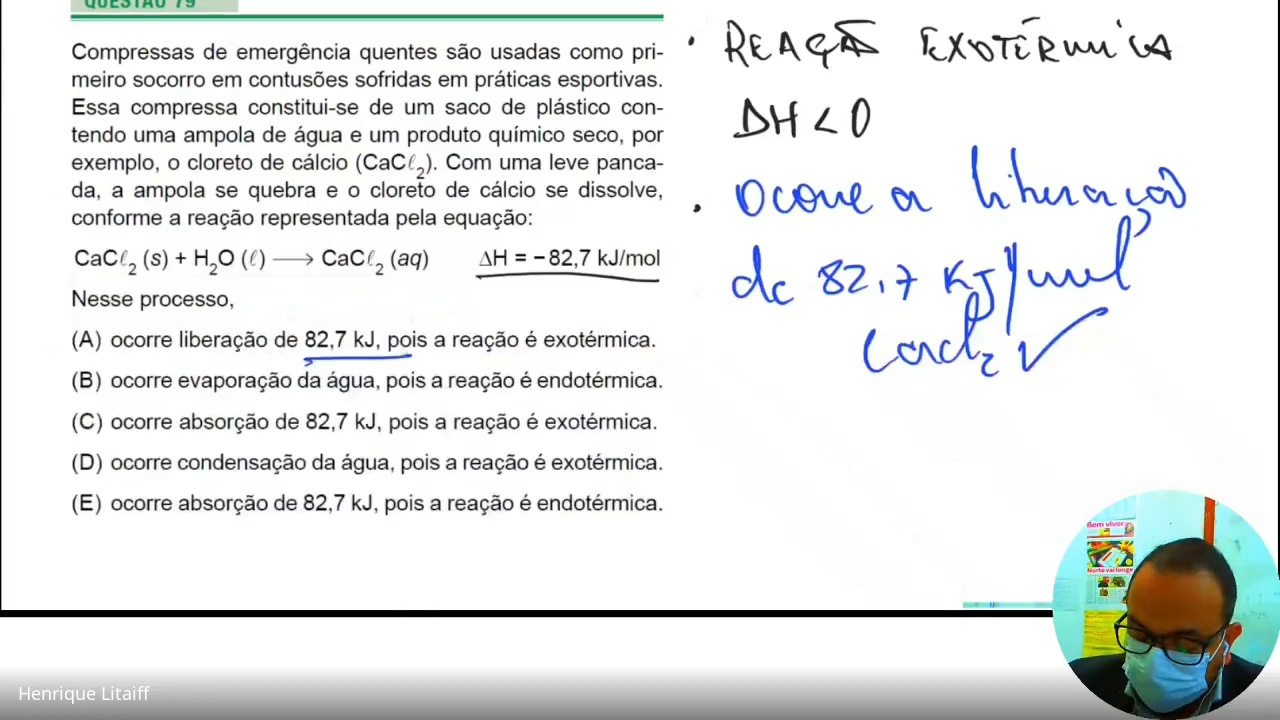 QUESTÃO 79
Compressas de emergência quentes são usadas como pri-
meiro socorro em contusões sofridas em práticas esportivas.
Essa compressa constitui-se de um saco de plástico con-
tendo uma ampola de água e um produto químico seco, por
exemplo, o cloreto de cálcio (CaCℓ₂). Com uma leve panca-
da, a ampola se quebra e o cloreto de cálcio se dissolve,
conforme a reação representada pela equação:
CaCℓ₂ (s) + H₂O (ℓ) ⟶ CaCℓ₂ (aq) ΔH = −82,7 kJ/mol
Nesse processo,
(A) ocorre liberação de 82,7 kJ, pois a reação é exotérmica.
(B) ocorre evaporação da água, pois a reação é endotérmica.
(C) ocorre absorção de 82,7 kJ, pois a reação é exotérmica.
(D) ocorre condensação da água, pois a reação é exotérmica.
(E) ocorre absorção de 82,7 kJ, pois a reação é endotérmica.
• REAÇÃO EXOTÉRMICA
ΔH < 0
• Ocorre a liberação
de 82,7 KJ/mol
CaCl₂ ✓
Bem viver
Norte vai longe
Henrique Litaiff